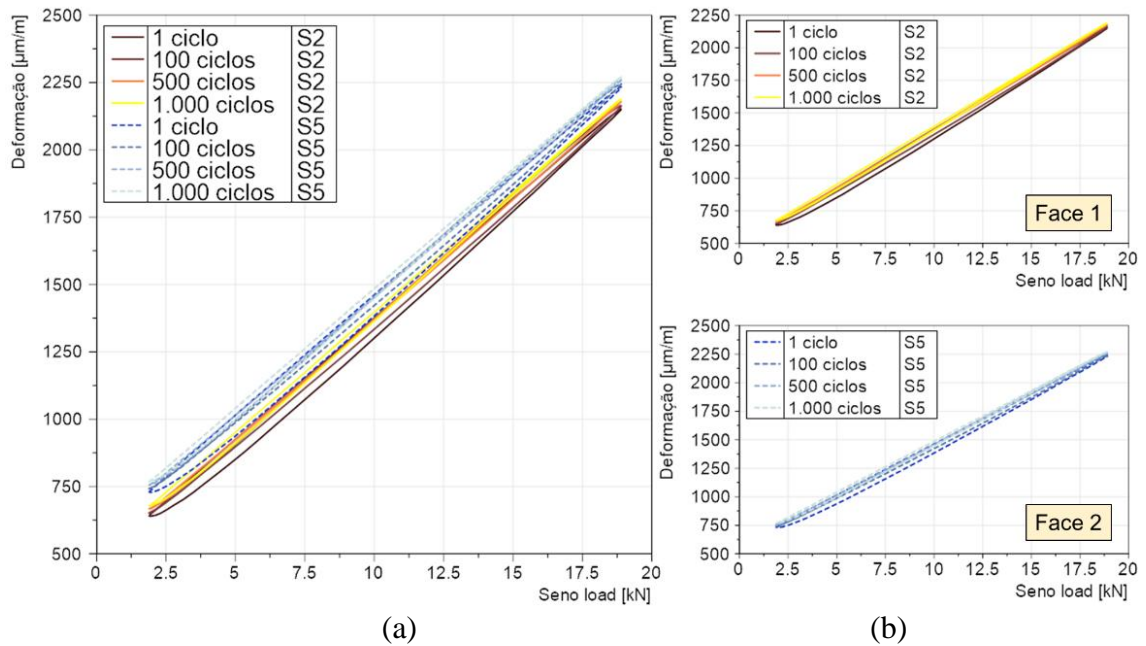 Deformação [µm/m]
2500
2250
2000
1750
1500
1250
1000
750
500
1 ciclo S2
100 ciclos S2
500 ciclos S2
1.000 ciclos S2
1 ciclo S5
100 ciclos S5
500 ciclos S5
1.000 ciclos S5
0 2.5 5 7.5 10 12.5 15 17.5 20
Seno load [kN]
(a)
Deformação [µm/m]
2250
2000
1750
1500
1250
1000
750
500
1 ciclo S2
100 ciclos S2
500 ciclos S2
1.000 ciclos S2
Face 1
0 2.5 5 7.5 10 12.5 15 17.5 20
Seno load [kN]
Deformação [µm/m]
2500
2250
2000
1750
1500
1250
1000
750
500
1 ciclo S5
100 ciclos S5
500 ciclos S5
1.000 ciclos S5
Face 2
0 2.5 5 7.5 10 12.5 15 17.5 20
Seno load [kN]
(b)